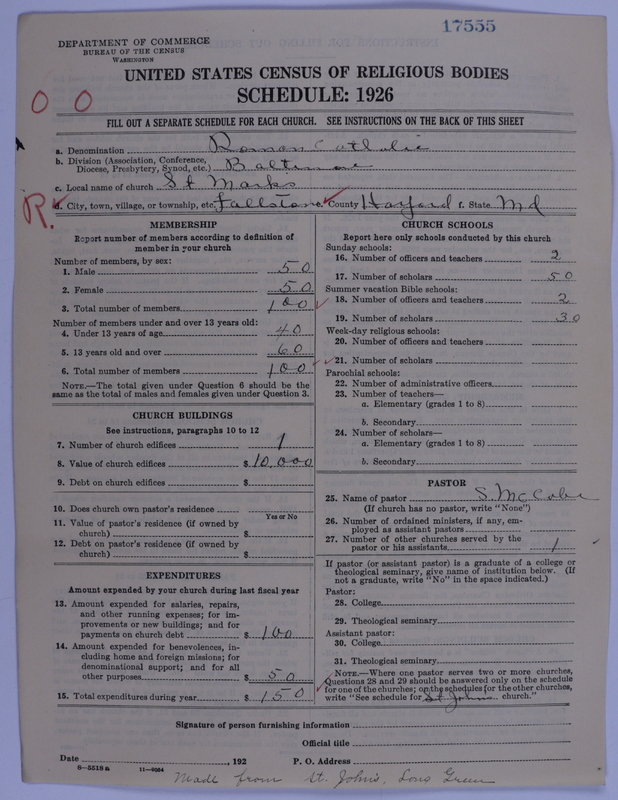 17555
DEPARTMENT OF COMMERCE
BUREAU OF THE CENSUS
WASHINGTON
UNITED STATES CENSUS OF RELIGIOUS BODIES
SCHEDULE: 1926
O O
FILL OUT A SEPARATE SCHEDULE FOR EACH CHURCH. SEE INSTRUCTIONS ON THE BACK OF THIS SHEET
a. Denomination Roman Catholic
b. Division (Association, Conference, Diocese, Presbytery, Synod, etc.) Baltimore
c. Local name of church St Marks
R. d. City, town, village, or township, etc. Fallston e. County Harford f. State Md
MEMBERSHIP
Report number of members according to definition of
member in your church
Number of members, by sex:
1. Male 50
2. Female 50
3. Total number of members 100
Number of members under and over 13 years old:
4. Under 13 years of age 40
5. 13 years old and over 60
6. Total number of members 100
NOTE.—The total given under Question 6 should be the
same as the total of males and females given under Question 3.
CHURCH BUILDINGS
See instructions, paragraphs 10 to 12
7. Number of church edifices 1
8. Value of church edifices $10,000
9. Debt on church edifices $
10. Does church own pastor's residence
Yes or No
11. Value of pastor's residence (if owned by
church) $
12. Debt on pastor's residence (if owned by
church) $
EXPENDITURES
Amount expended by your church during last fiscal year
13. Amount expended for salaries, repairs,
and other running expenses; for im-
provements or new buildings; and for
payments on church debt $100
14. Amount expended for benevolences, in-
cluding home and foreign missions; for
denominational support; and for all
other purposes $50
15. Total expenditures during year $150
CHURCH SCHOOLS
Report here only schools conducted by this church
Sunday schools:
16. Number of officers and teachers 2
17. Number of scholars 50
Summer vacation Bible schools:
18. Number of officers and teachers 2
19. Number of scholars 30
Week-day religious schools:
20. Number of officers and teachers
21. Number of scholars
Parochial schools:
22. Number of administrative officers
23. Number of teachers—
a. Elementary (grades 1 to 8)
b. Secondary
24. Number of scholars—
a. Elementary (grades 1 to 8)
b. Secondary
PASTOR
25. Name of pastor S. McCabe
(If church has no pastor, write "None")
26. Number of ordained ministers, if any, em-
ployed as assistant pastors
27. Number of other churches served by the
pastor or his assistants 1
If pastor (or assistant pastor) is a graduate of a college or
theological seminary, give name of institution below. (If
not a graduate, write "No" in the space indicated.)
Pastor:
28. College
29. Theological seminary
Assistant pastor:
30. College
31. Theological seminary
NOTE.—Where one pastor serves two or more churches,
Questions 28 and 29 should be answered only on the schedule
for one of the churches; on the schedules for the other churches,
write "See schedule for St. Johns church."
Signature of person furnishing information
Official title
Date , 192 P. O. Address
8—5518a 11—9034
Made from St. John's, Long Green